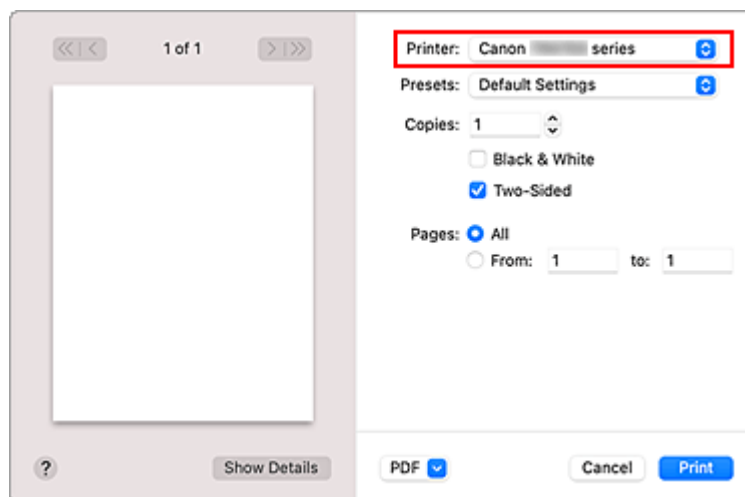 1 of 1
Printer: Canon series
Presets: Default Settings
Copies: 1
Black & White
Two-Sided
Pages: All
From: 1 to: 1
? Show Details PDF Cancel Print